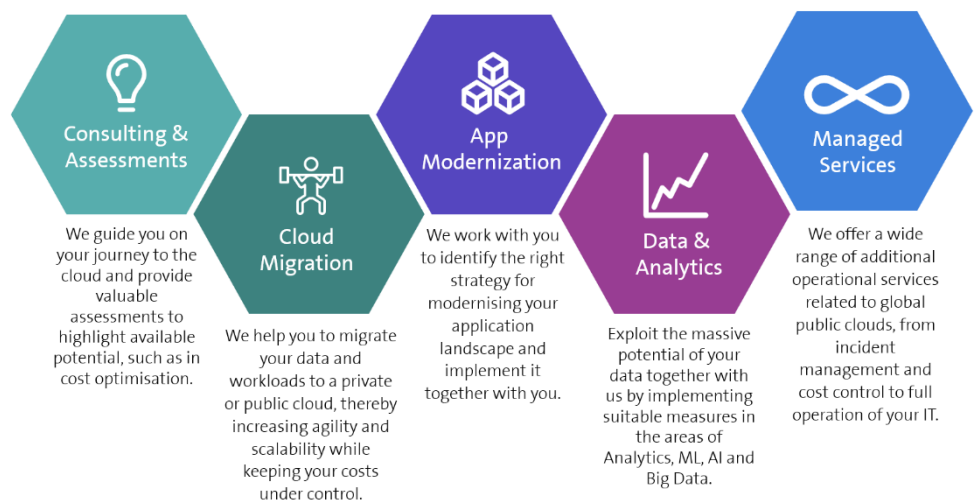 Consulting &
Assessments
We guide you on
your journey to the
cloud and provide
valuable
assessments to
highlight available
potential, such as in
cost optimisation.
Cloud
Migration
We help you to migrate
your data and
workloads to a private
or public cloud, thereby
increasing agility and
scalability while
keeping your costs
under control.
App
Modernization
We work with you
to identify the right
strategy for
modernising your
application
landscape and
implement it
together with you.
Data &
Analytics
Exploit the massive
potential of your
data together with
us by implementing
suitable measures in
the areas of
Analytics, ML, AI and
Big Data.
Managed
Services
We offer a wide
range of additional
operational services
related to global
public clouds, from
incident
management and
cost control to full
operation of your IT.